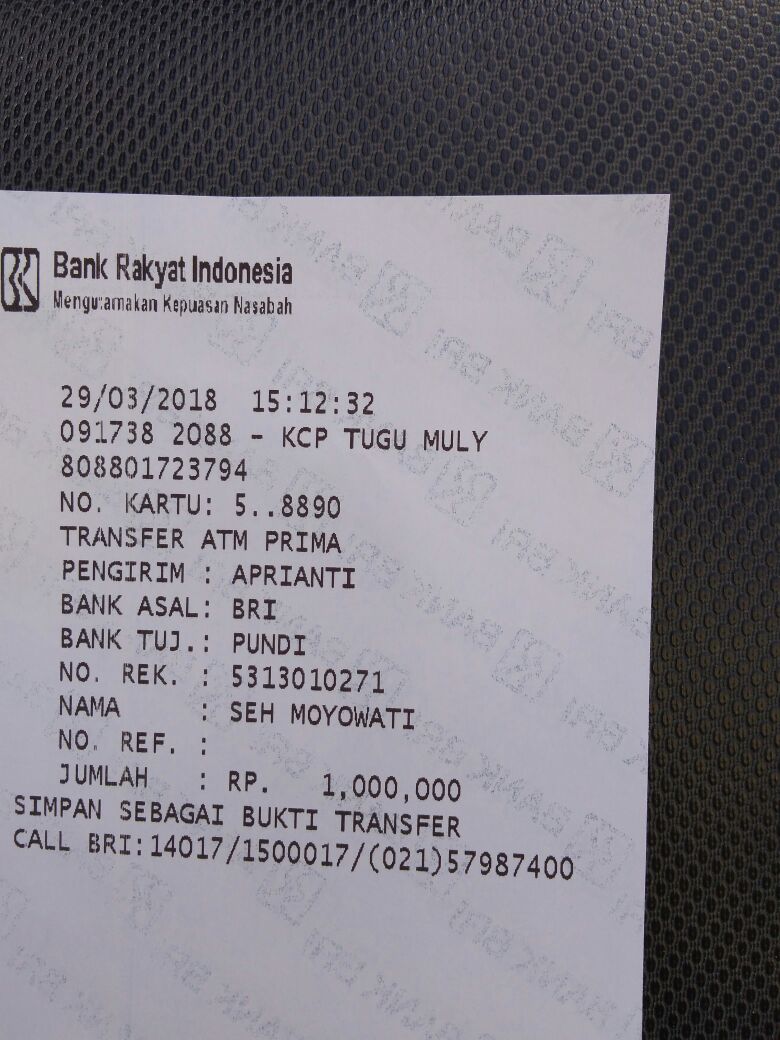 Bank Rakyat Indonesia
Mengutamakan Kepuasan Nasabah
29/03/2018 15:12:32
091738 2088 - KCP TUGU MULY
808801723794
NO. KARTU: 5..8890
TRANSFER ATM PRIMA
PENGIRIM : APRIANTI
BANK ASAL: BRI
BANK TUJ.: PUNDI
NO. REK. : 5313010271
NAMA : SEH MOYOWATI
NO. REF. :
JUMLAH : RP. 1,000,000
SIMPAN SEBAGAI BUKTI TRANSFER
CALL BRI:14017/1500017/(021)57987400